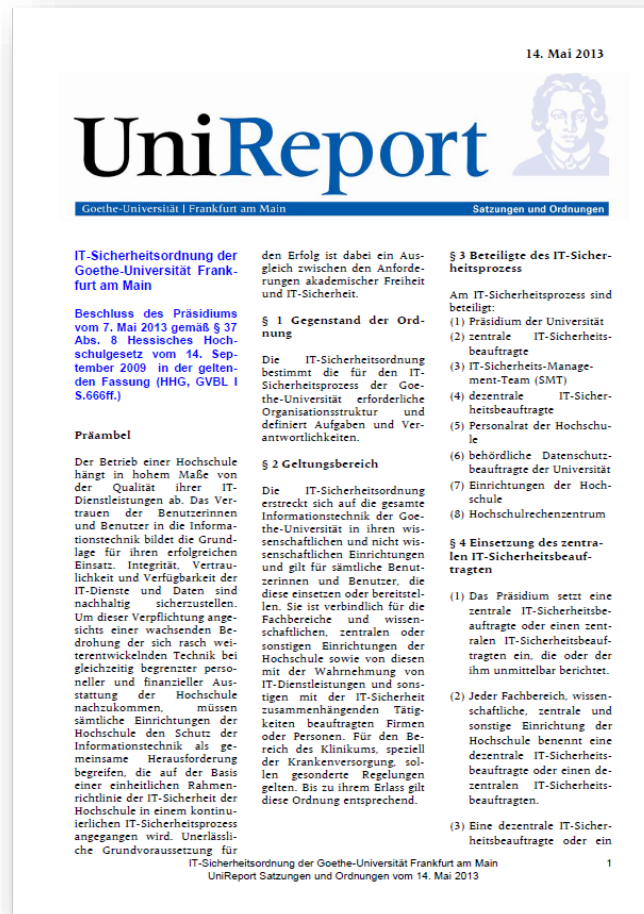 14. Mai 2013
UniReport
Goethe-Universität | Frankfurt am Main
Satzungen und Ordnungen
IT-Sicherheitsordnung der
Goethe-Universität Frank-
furt am Main
Beschluss des Präsidiums
vom 7. Mai 2013 gemäß § 37
Abs. 8 Hessisches Hoch-
schulgesetz vom 14. Sep-
tember 2009 in der gelten-
den Fassung (HHG, GVBL I
S.666ff.)
Präambel
Der Betrieb einer Hochschule
hängt in hohem Maße von
der Qualität ihrer IT-
Dienstleistungen ab. Das Ver-
trauen der Benutzerinnen
und Benutzer in die Informa-
tionstechnik bildet die Grund-
lage für ihren erfolgreichen
Einsatz. Integrität, Vertrau-
lichkeit und Verfügbarkeit der
IT-Dienste und Daten sind
nachhaltig sicherzustellen.
Um dieser Verpflichtung ange-
sichts einer wachsenden Be-
drohung der sich rasch wei-
terentwickelnden Technik bei
gleichzeitig begrenzter perso-
neller und finanzieller Aus-
stattung der Hochschule
nachzukommen, müssen
sämtliche Einrichtungen der
Hochschule den Schutz der
Informationstechnik als ge-
meinsame Herausforderung
begreifen, die auf der Basis
einer einheitlichen Rahmen-
richtlinie der IT-Sicherheit der
Hochschule in einem kontinu-
ierlichen IT-Sicherheitsprozess
angegangen wird. Unerlässli-
che Grundvoraussetzung für
den Erfolg ist dabei ein Aus-
gleich zwischen den Anforde-
rungen akademischer Freiheit
und IT-Sicherheit.
§ 1 Gegenstand der Ord-
nung
Die IT-Sicherheitsordnung
bestimmt die für den IT-
Sicherheitsprozess der Goe-
the-Universität erforderliche
Organisationsstruktur und
definiert Aufgaben und Ver-
antwortlichkeiten.
§ 2 Geltungsbereich
Die IT-Sicherheitsordnung
erstreckt sich auf die gesamte
Informationstechnik der Goe-
the-Universität in ihren wis-
senschaftlichen und nicht wis-
senschaftlichen Einrichtungen
und gilt für sämtliche Benut-
zerinnen und Benutzer, die
diese einsetzen oder bereitstel-
len. Sie ist verbindlich für die
Fachbereiche und wissen-
schaftlichen, zentralen oder
sonstigen Einrichtungen der
Hochschule sowie von diesen
mit der Wahrnehmung von
IT-Dienstleistungen und sons-
tigen mit der IT-Sicherheit
zusammenhängenden Tätig-
keiten beauftragten Firmen
oder Personen. Für den Be-
reich des Klinikums, speziell
der Krankenversorgung, sol-
len gesonderte Regelungen
gelten. Bis zu ihrem Erlass gilt
diese Ordnung entsprechend.
§ 3 Beteiligte des IT-Sicher-
heitsprozess
Am IT-Sicherheitsprozess sind
beteiligt:
(1) Präsidium der Universität
(2) zentrale IT-Sicherheits-
beauftragte
(3) IT-Sicherheits-Manage-
ment-Team (SMT)
(4) dezentrale IT-Sicher-
heitsbeauftragte
(5) Personalrat der Hochschu-
le
(6) behördliche Datenschutz-
beauftragte der Universität
(7) Einrichtungen der Hoch-
schule
(8) Hochschulrechenzentrum
§ 4 Einsetzung des zentra-
len IT-Sicherheitsbeauf-
tragten
(1) Das Präsidium setzt eine
zentrale IT-Sicherheitsbe-
auftragte oder einen zent-
ralen IT-Sicherheitsbeauf-
tragten ein, die oder der
ihm unmittelbar berichtet.
(2) Jeder Fachbereich, wissen-
schaftliche, zentrale und
sonstige Einrichtung der
Hochschule benennt eine
dezentrale IT-Sicherheits-
beauftragte oder einen de-
zentralen IT-Sicherheits-
beauftragten.
(3) Eine dezentrale IT-Sicher-
heitsbeauftragte oder ein
IT-Sicherheitsordnung der Goethe-Universität Frankfurt am Main 1
UniReport Satzungen und Ordnungen vom 14. Mai 2013